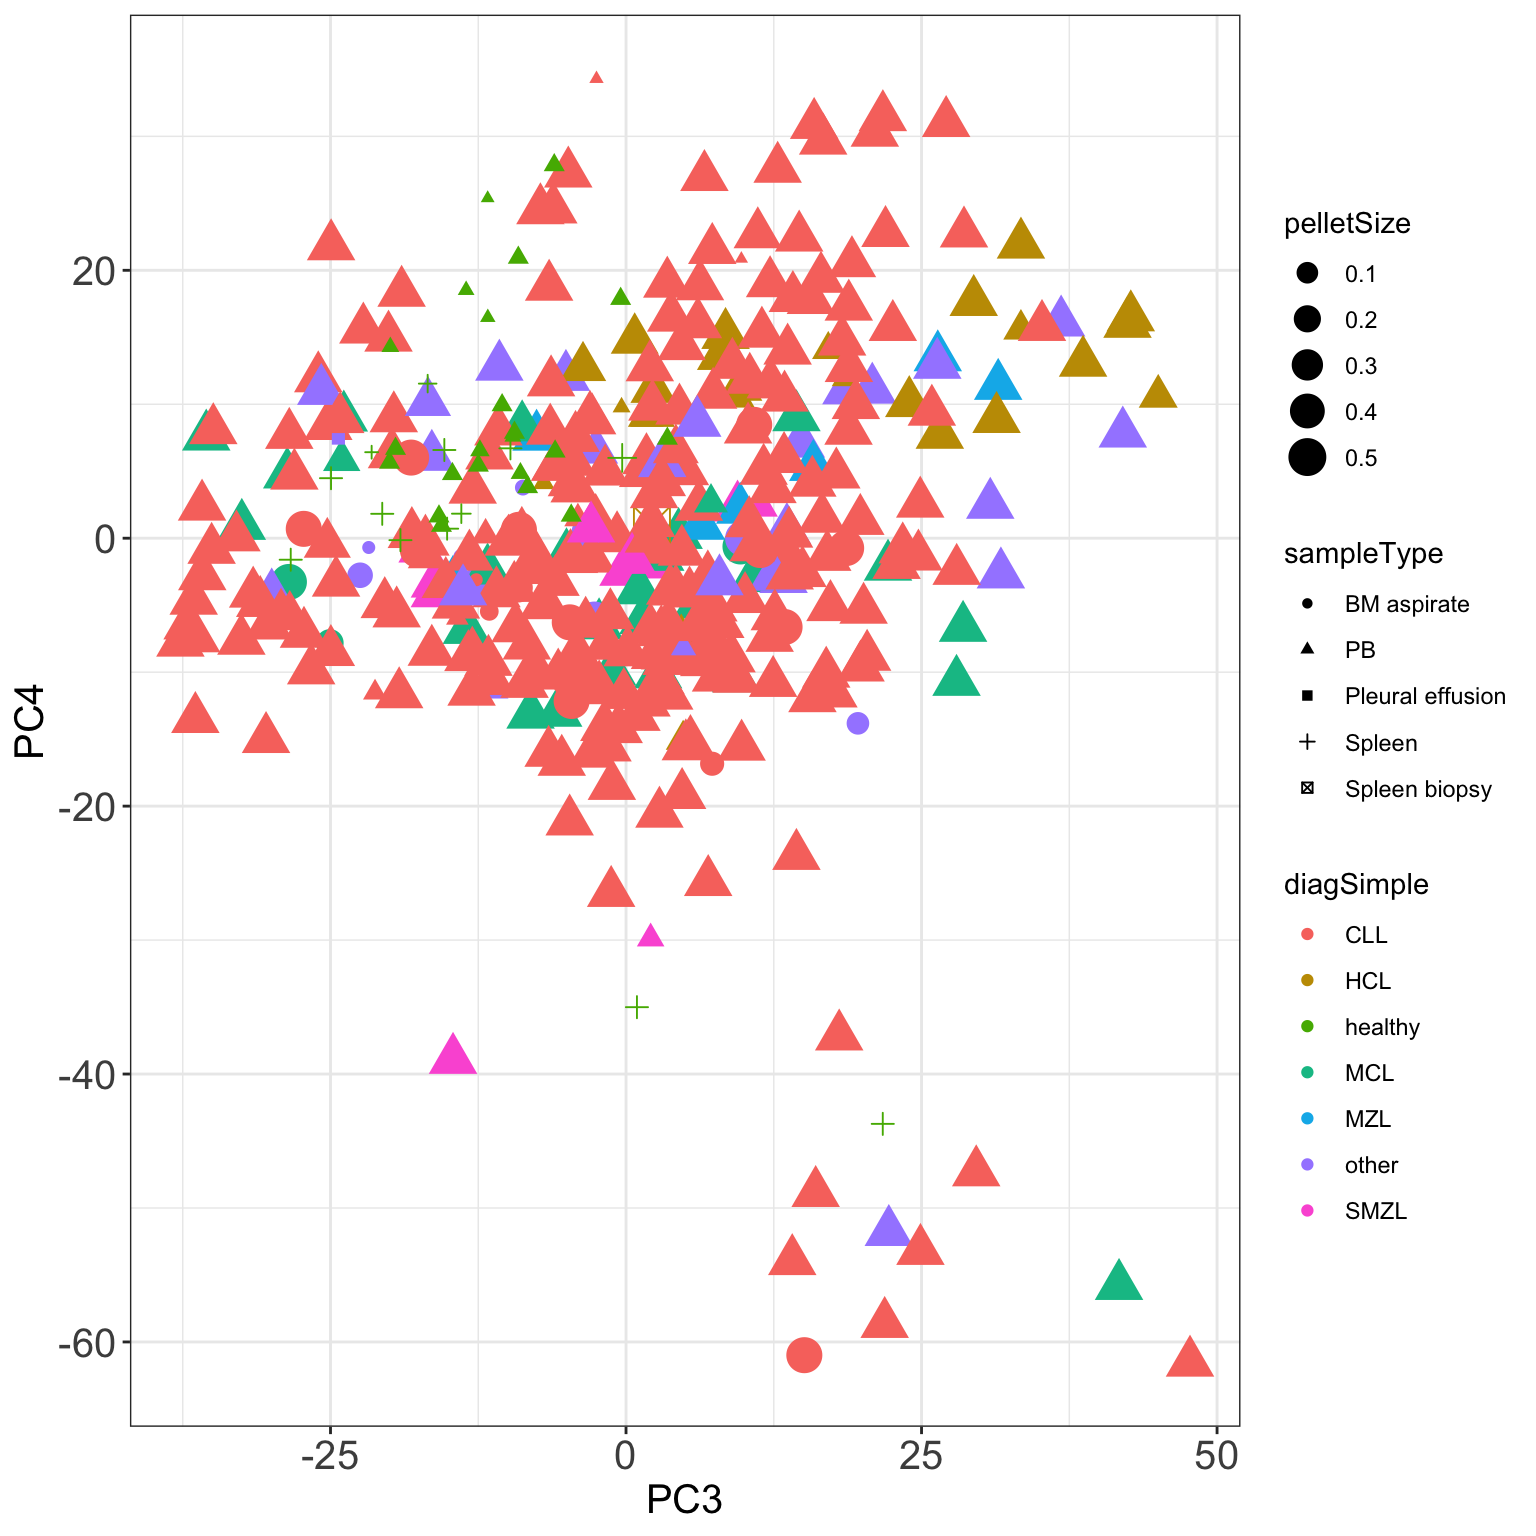 PC4
20
0
-20
-40
-60
-25
0
25
50
PC3
pelletSize
0.1
0.2
0.3
0.4
0.5
sampleType
BM aspirate
PB
Pleural effusion
Spleen
Spleen biopsy
diagSimple
CLL
HCL
healthy
MCL
MZL
other
SMZL